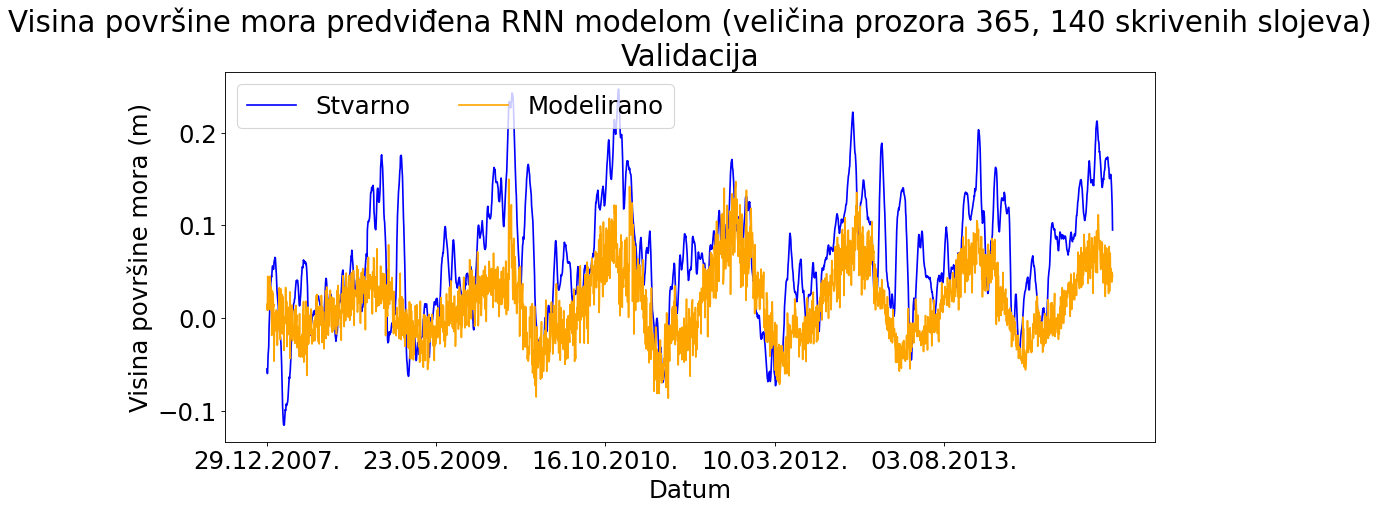 Visina površine mora predviđena RNN modelom (veličina prozora 365, 140 skrivenih slojeva)
Validacija
Stvarno
Modelirano
Visina površine mora (m)
0.2
0.1
0.0
−0.1
29.12.2007.
23.05.2009.
16.10.2010.
10.03.2012.
03.08.2013.
Datum